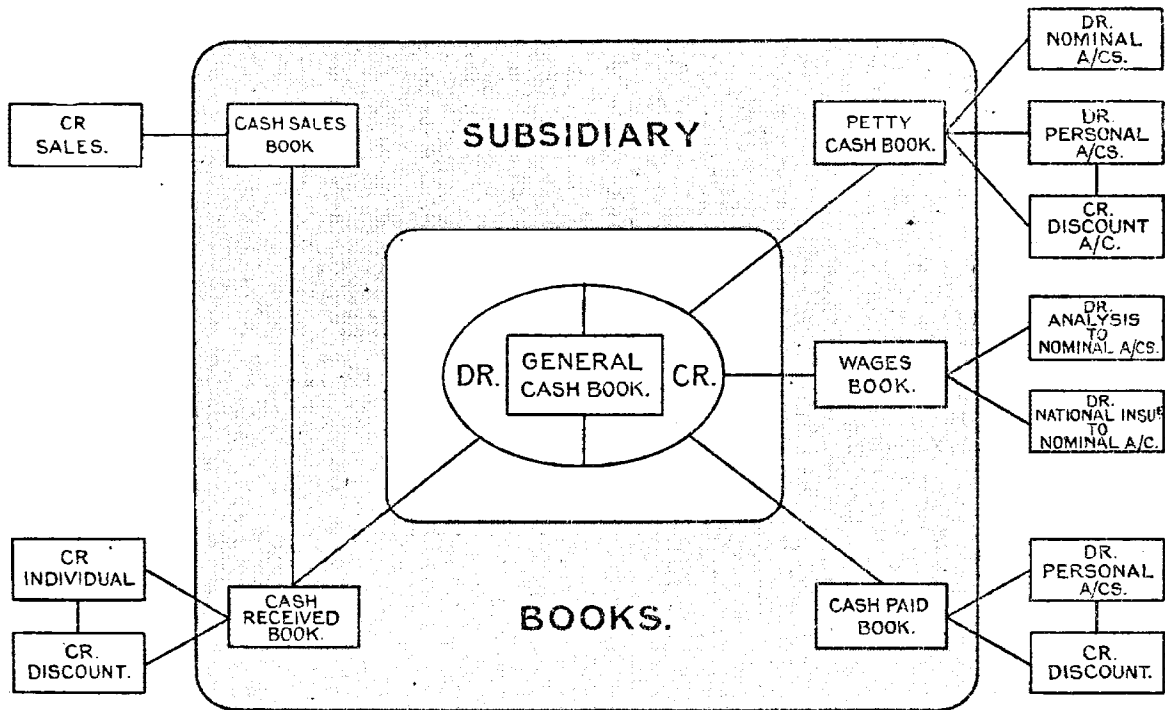 DR.
NOMINAL
A/CS.
CR
SALES.
CASH SALES
BOOK
SUBSIDIARY
PETTY
CASH BOOK.
DR.
PERSONAL
A/CS.
CR.
DISCOUNT
A/C.
DR.
GENERAL
CASH BOOK.
CR.
WAGES
BOOK.
DR.
ANALYSIS
TO
NOMINAL A/CS.
DR.
NATIONAL INSUᶜᵉ
TO
NOMINAL A/C.
CR
INDIVIDUAL
CR.
DISCOUNT.
CASH
RECEIVED
BOOK.
BOOKS.
CASH PAID
BOOK.
DR.
PERSONAL
A/CS.
CR.
DISCOUNT.